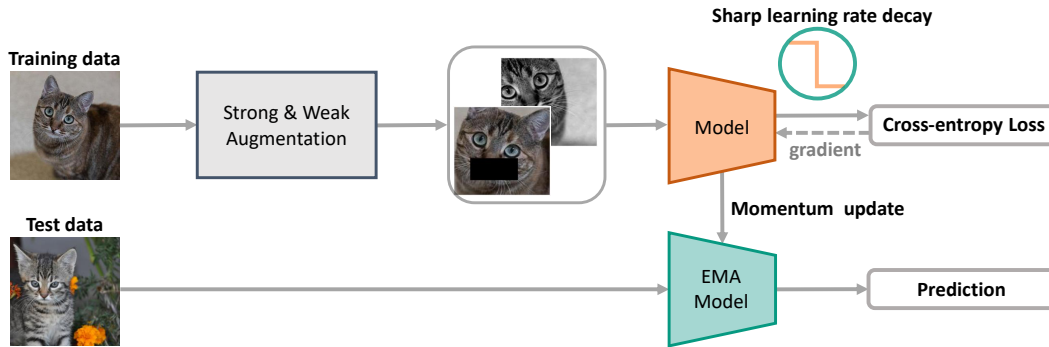 Sharp learning rate decay
Training data
Strong & Weak
Augmentation
Model
Cross-entropy Loss
gradient
Momentum update
Test data
EMA
Model
Prediction